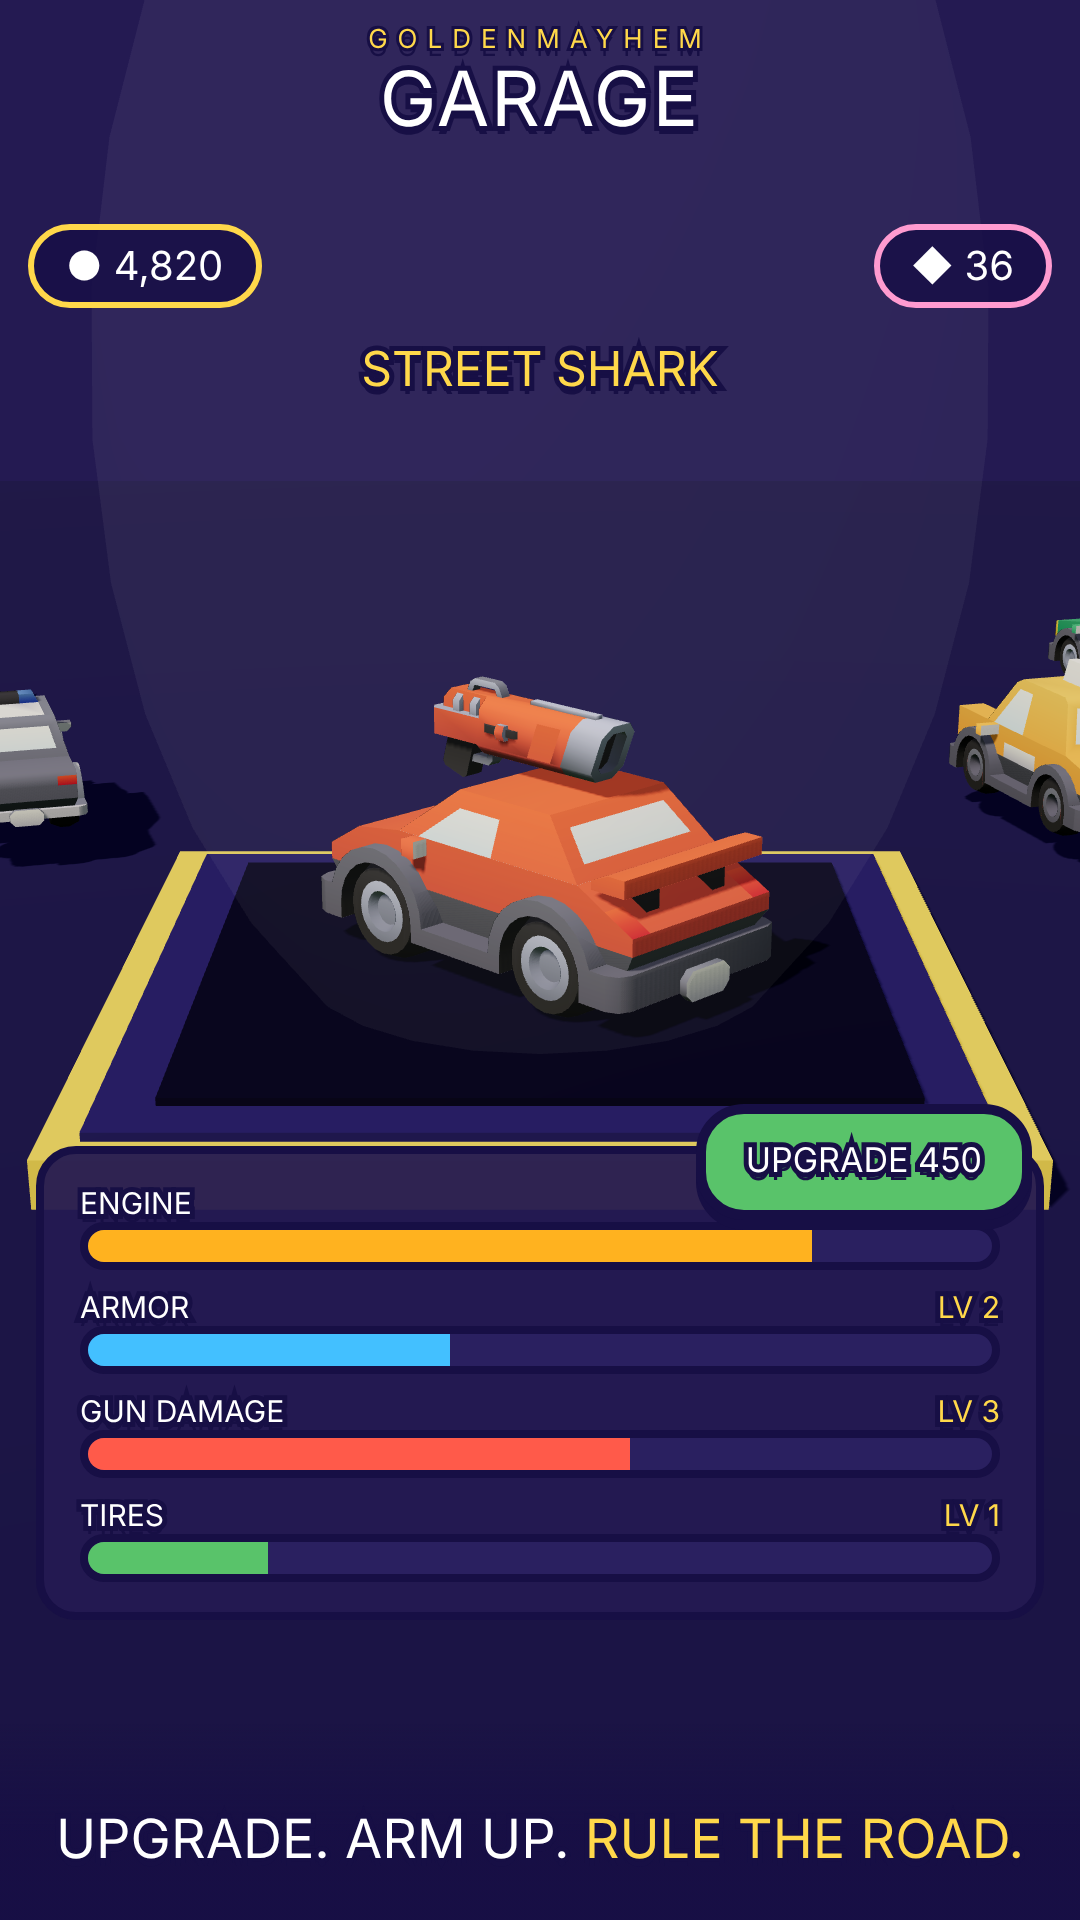 GOLDENMAYHEM
GARAGE
4,820
36
STREET SHARK
UPGRADE 450
ENGINE
ARMOR LV 2
GUN DAMAGE LV 3
TIRES LV 1
UPGRADE. ARM UP. RULE THE ROAD.